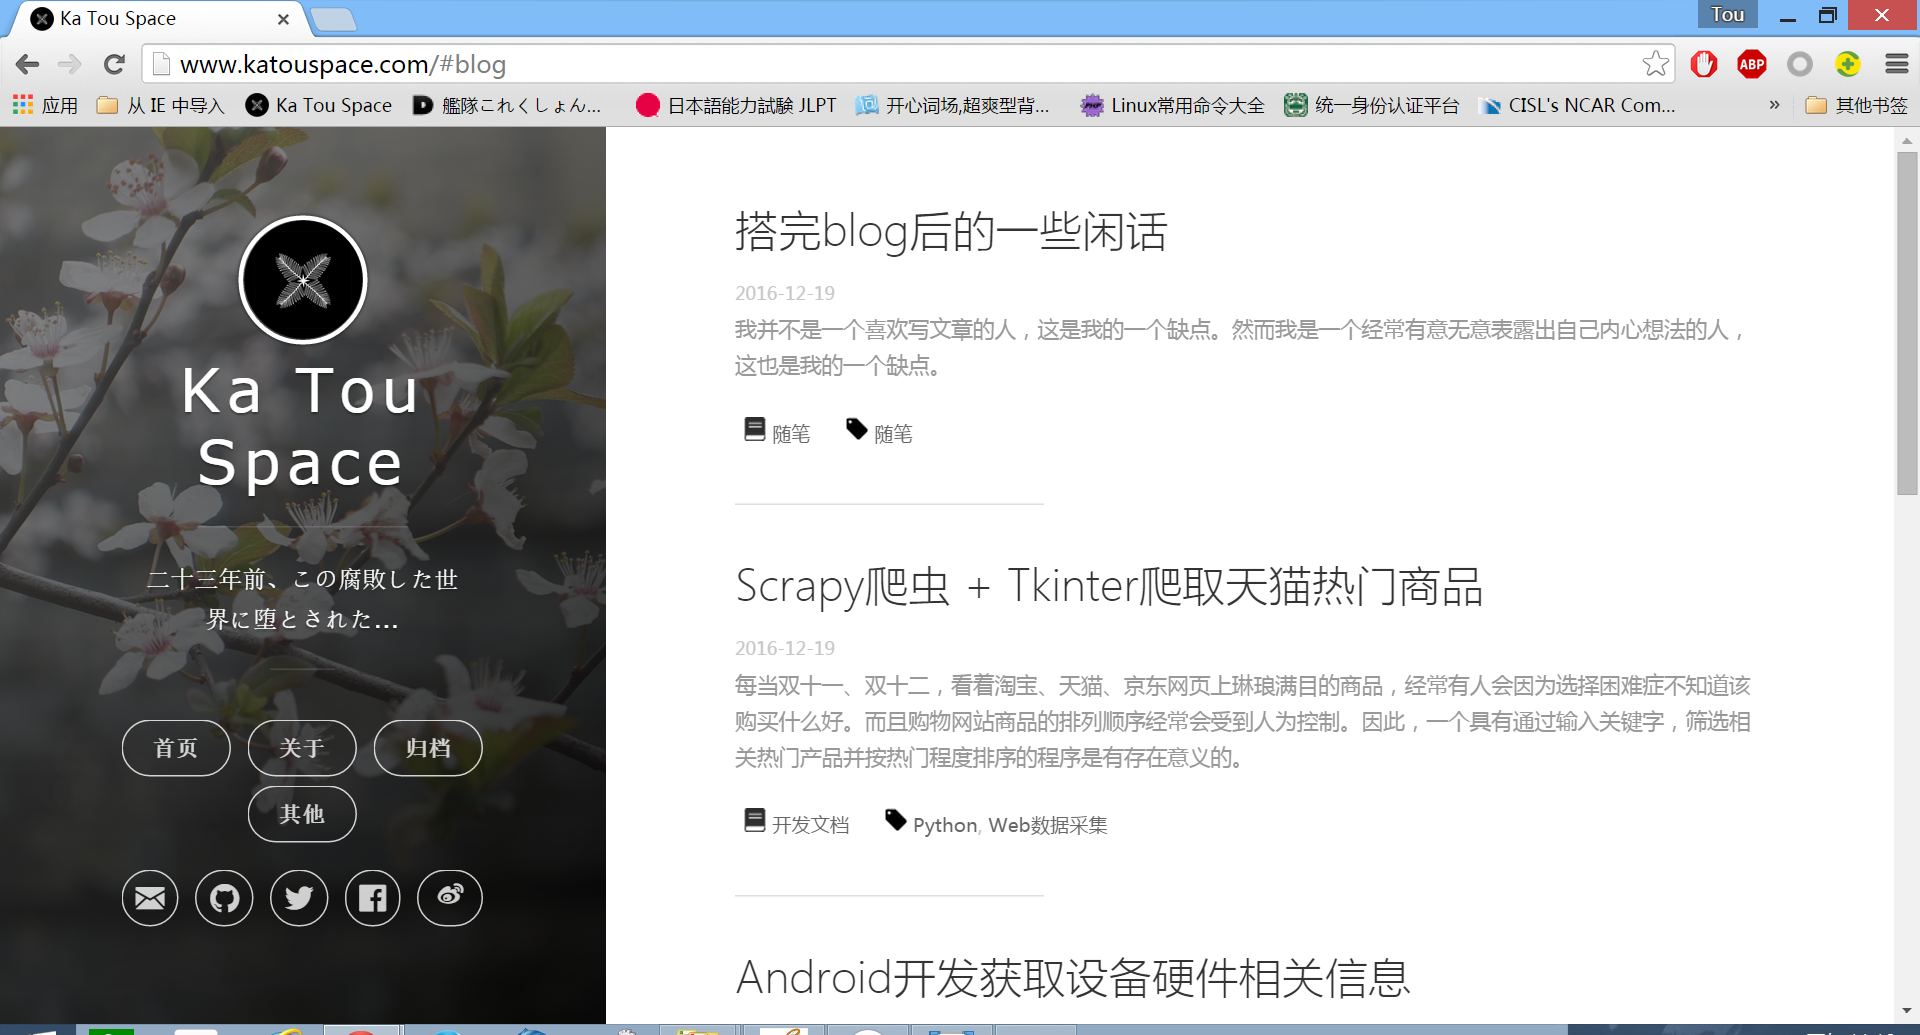 Ka Tou Space
Tou
www.katouspace.com/#blog
ABP
应用
从 IE 中导入
Ka Tou Space
艦隊これくしょん...
日本語能力試験 JLPT
开心词场,超爽型背...
Linux常用命令大全
统一身份认证平台
CISL's NCAR Com...
其他书签
Ka Tou
Space
二十三年前、この腐敗した世
界に堕とされた...
首页
关于
归档
其他
搭完blog后的一些闲话
2016-12-19
我并不是一个喜欢写文章的人，这是我的一个缺点。然而我是一个经常有意无意表露出自己内心想法的人，
这也是我的一个缺点。
随笔
随笔
Scrapy爬虫 + Tkinter爬取天猫热门商品
2016-12-19
每当双十一、双十二，看着淘宝、天猫、京东网页上琳琅满目的商品，经常有人会因为选择困难症不知道该
购买什么好。而且购物网站商品的排列顺序经常会受到人为控制。因此，一个具有通过输入关键字，筛选相
关热门产品并按热门程度排序的程序是有存在意义的。
开发文档
Python, Web数据采集
Android开发获取设备硬件相关信息